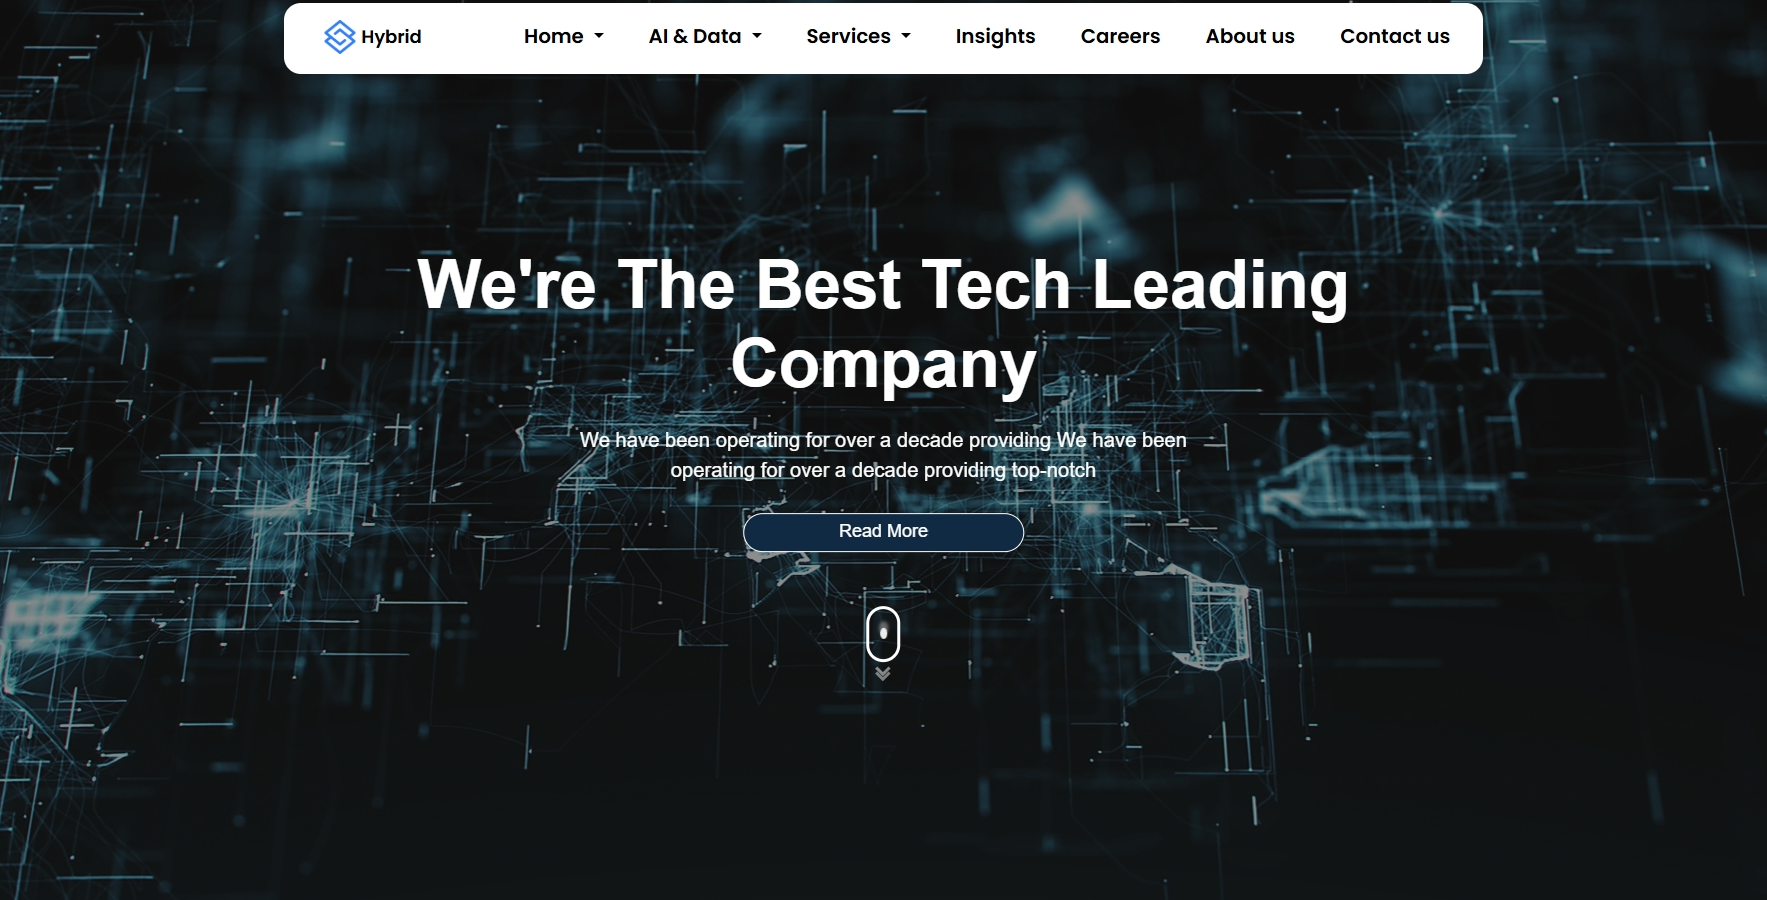 Hybrid Home AI & Data Services Insights Careers About us Contact us
We're The Best Tech Leading
Company
We have been operating for over a decade providing We have been
operating for over a decade providing top-notch
Read More